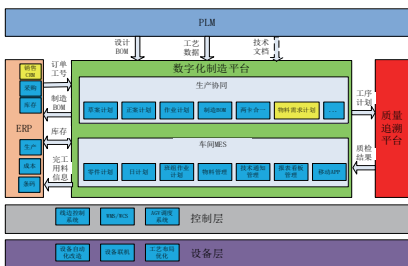 PLM
设计
BOM
工艺
数据
技术
文档
销售
CRM
采购
库存
ERP
生产
成本
条码
订单
工号
制造
BOM
库存
完工
用料
信息
数字化制造平台
生产协同
草案计划
正案计划
作业计划
制造BOM
两卡合一
物料需求计划
...
车间MES
零件计划
日计划
班组作业
计划
物料管理
技术通知
管理
报表看板
管理
移动APP
工序
计划
质检
结果
质量
追溯
平台
线边控制
系统
WMS/WCS
AGV调度系
统
控制层
设备自动
化改造
设备联机
工艺布局
优化
设备层